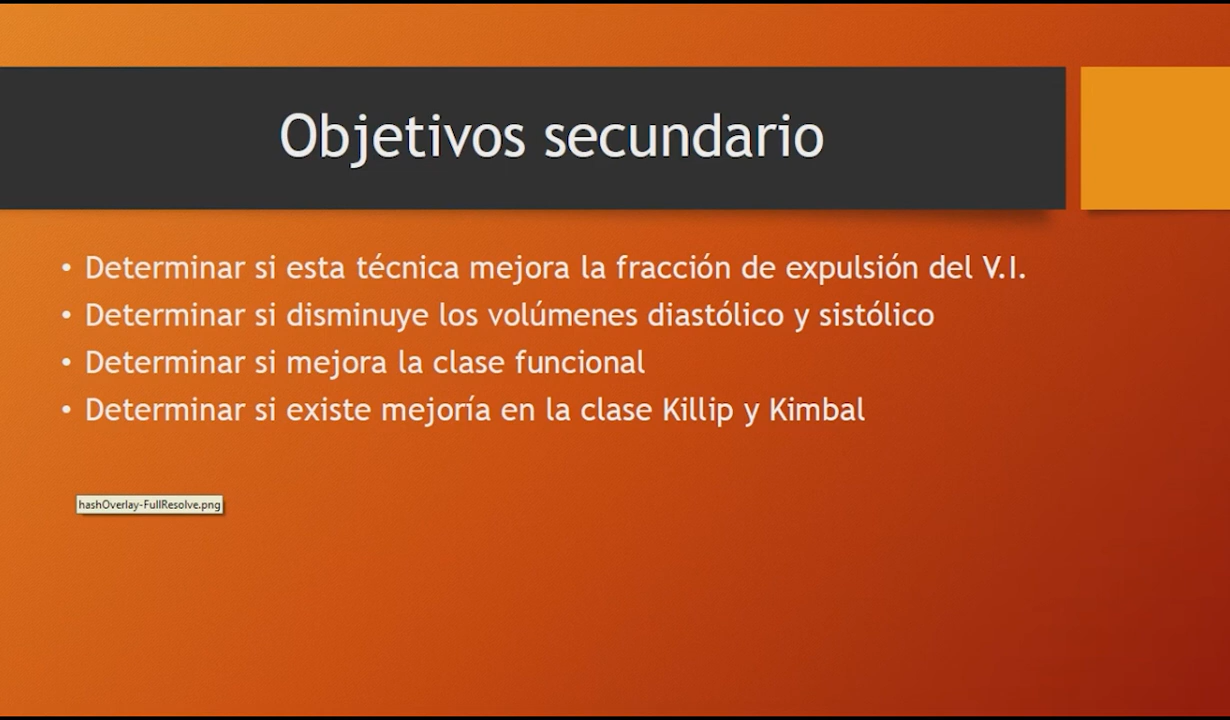 Objetivos secundario
• Determinar si esta técnica mejora la fracción de expulsión del V.I.
• Determinar si disminuye los volúmenes diastólico y sistólico
• Determinar si mejora la clase funcional
• Determinar si existe mejoría en la clase Killip y Kimbal
hashOverlay-FullResolve.png